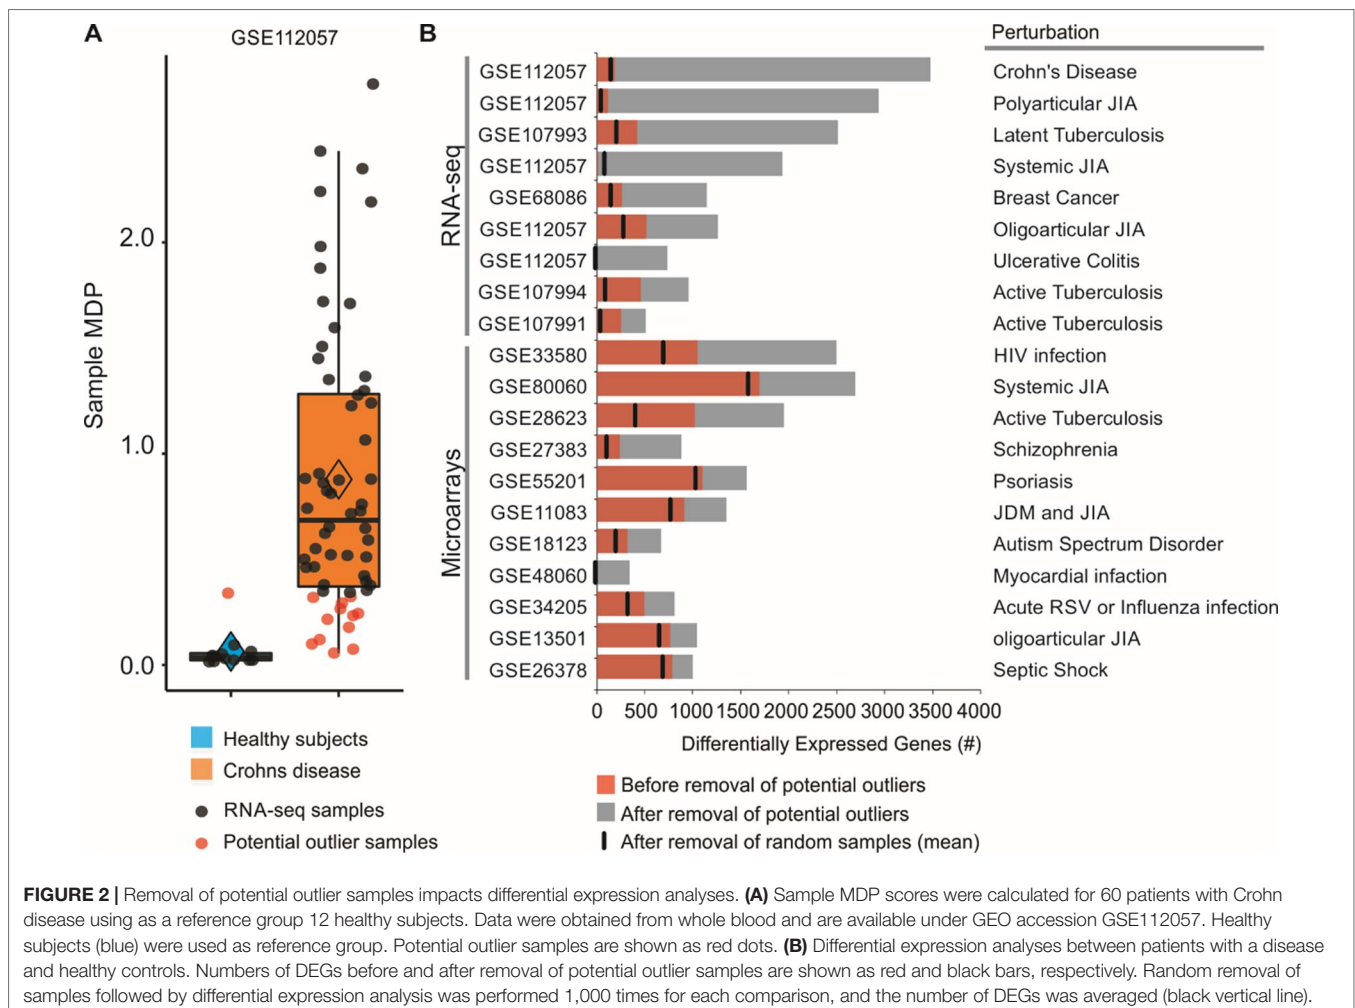 A
GSE112057
Sample MDP
2.0
1.0
0.0
Healthy subjects
Crohns disease
RNA-seq samples
Potential outlier samples
B
Perturbation
RNA-seq
GSE112057 Crohn's Disease
GSE112057 Polyarticular JIA
GSE107993 Latent Tuberculosis
GSE112057 Systemic JIA
GSE68086 Breast Cancer
GSE112057 Oligoarticular JIA
GSE112057 Ulcerative Colitis
GSE107994 Active Tuberculosis
GSE107991 Active Tuberculosis
Microarrays
GSE33580 HIV infection
GSE80060 Systemic JIA
GSE28623 Active Tuberculosis
GSE27383 Schizophrenia
GSE55201 Psoriasis
GSE11083 JDM and JIA
GSE18123 Autism Spectrum Disorder
GSE48060 Myocardial infaction
GSE34205 Acute RSV or Influenza infection
GSE13501 oligoarticular JIA
GSE26378 Septic Shock
0 500 1000 1500 2000 2500 3000 3500 4000
Differentially Expressed Genes (#)
Before removal of potential outliers
After removal of potential outliers
After removal of random samples (mean)
FIGURE 2 | Removal of potential outlier samples impacts differential expression analyses. (A) Sample MDP scores were calculated for 60 patients with Crohn
disease using as a reference group 12 healthy subjects. Data were obtained from whole blood and are available under GEO accession GSE112057. Healthy
subjects (blue) were used as reference group. Potential outlier samples are shown as red dots. (B) Differential expression analyses between patients with a disease
and healthy controls. Numbers of DEGs before and after removal of potential outlier samples are shown as red and black bars, respectively. Random removal of
samples followed by differential expression analysis was performed 1,000 times for each comparison, and the number of DEGs was averaged (black vertical line).